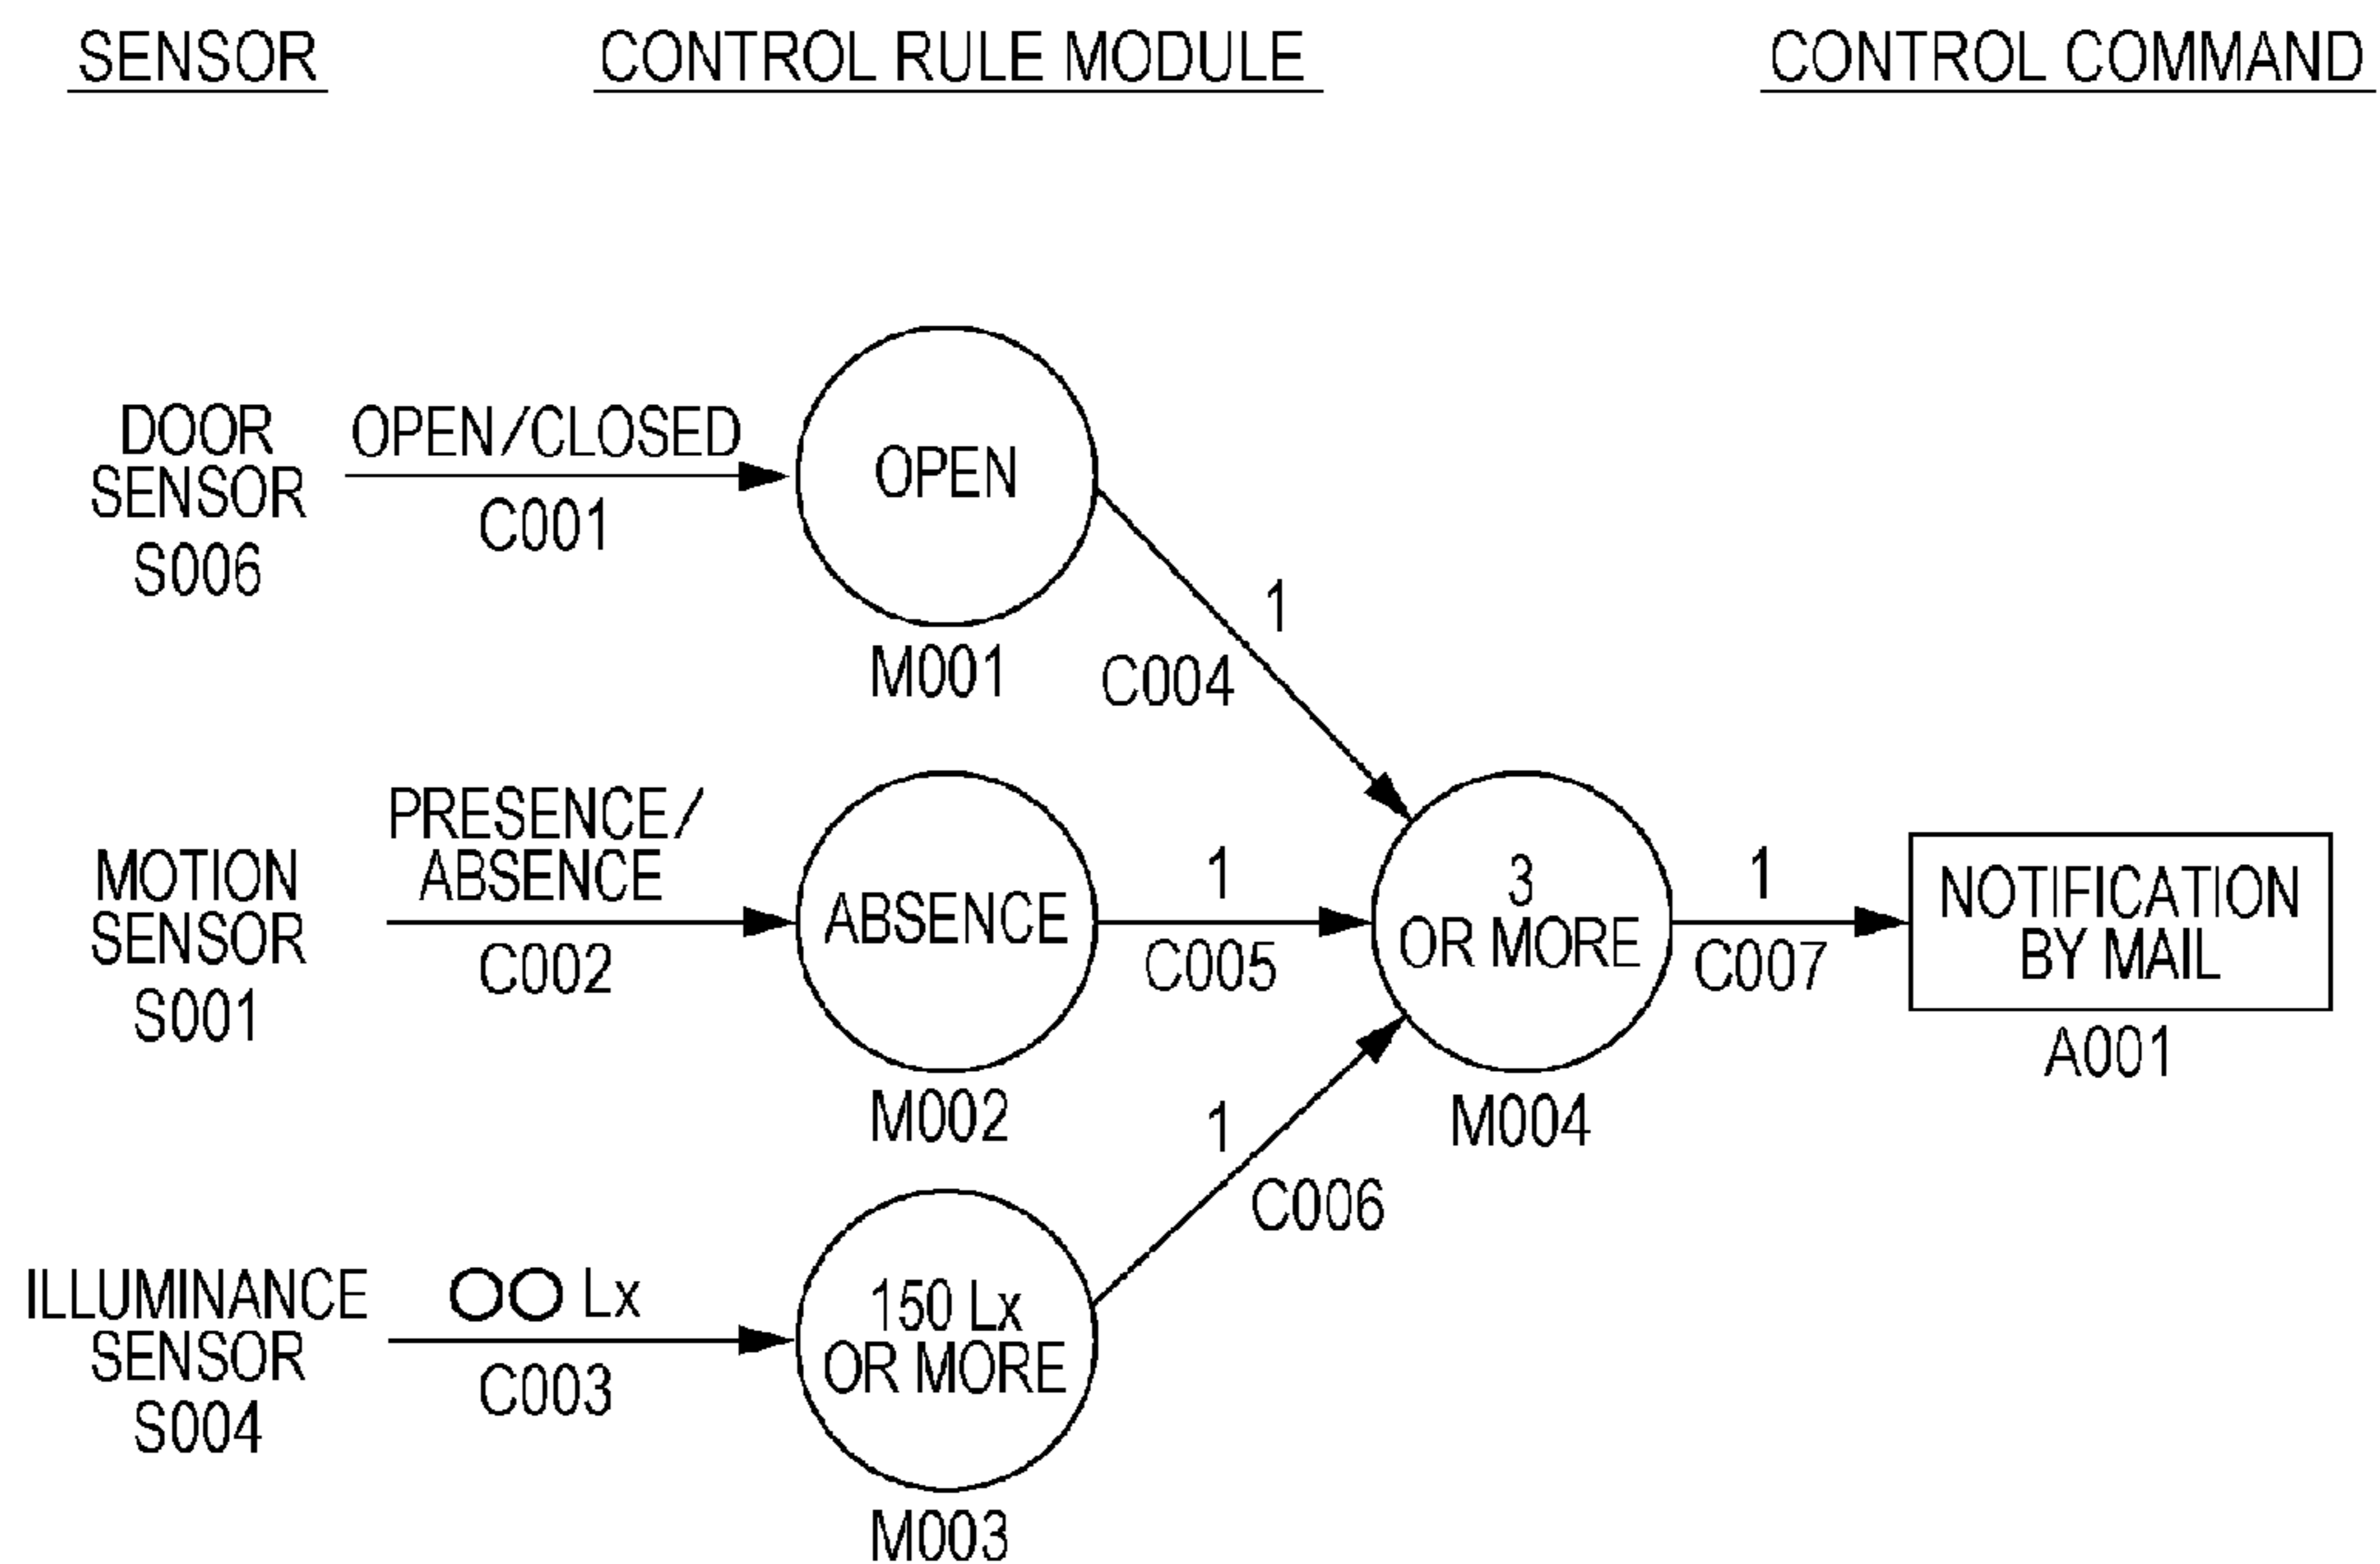 SENSOR
CONTROL RULE MODULE
CONTROL COMMAND
DOOR
SENSOR
S006
OPEN/CLOSED
C001
OPEN
M001
1
C004
MOTION
SENSOR
S001
PRESENCE/
ABSENCE
C002
ABSENCE
M002
1
C005
3
OR MORE
M004
1
C007
NOTIFICATION
BY MAIL
A001
ILLUMINANCE
SENSOR
S004
○○ Lx
C003
150 Lx
OR MORE
M003
1
C006